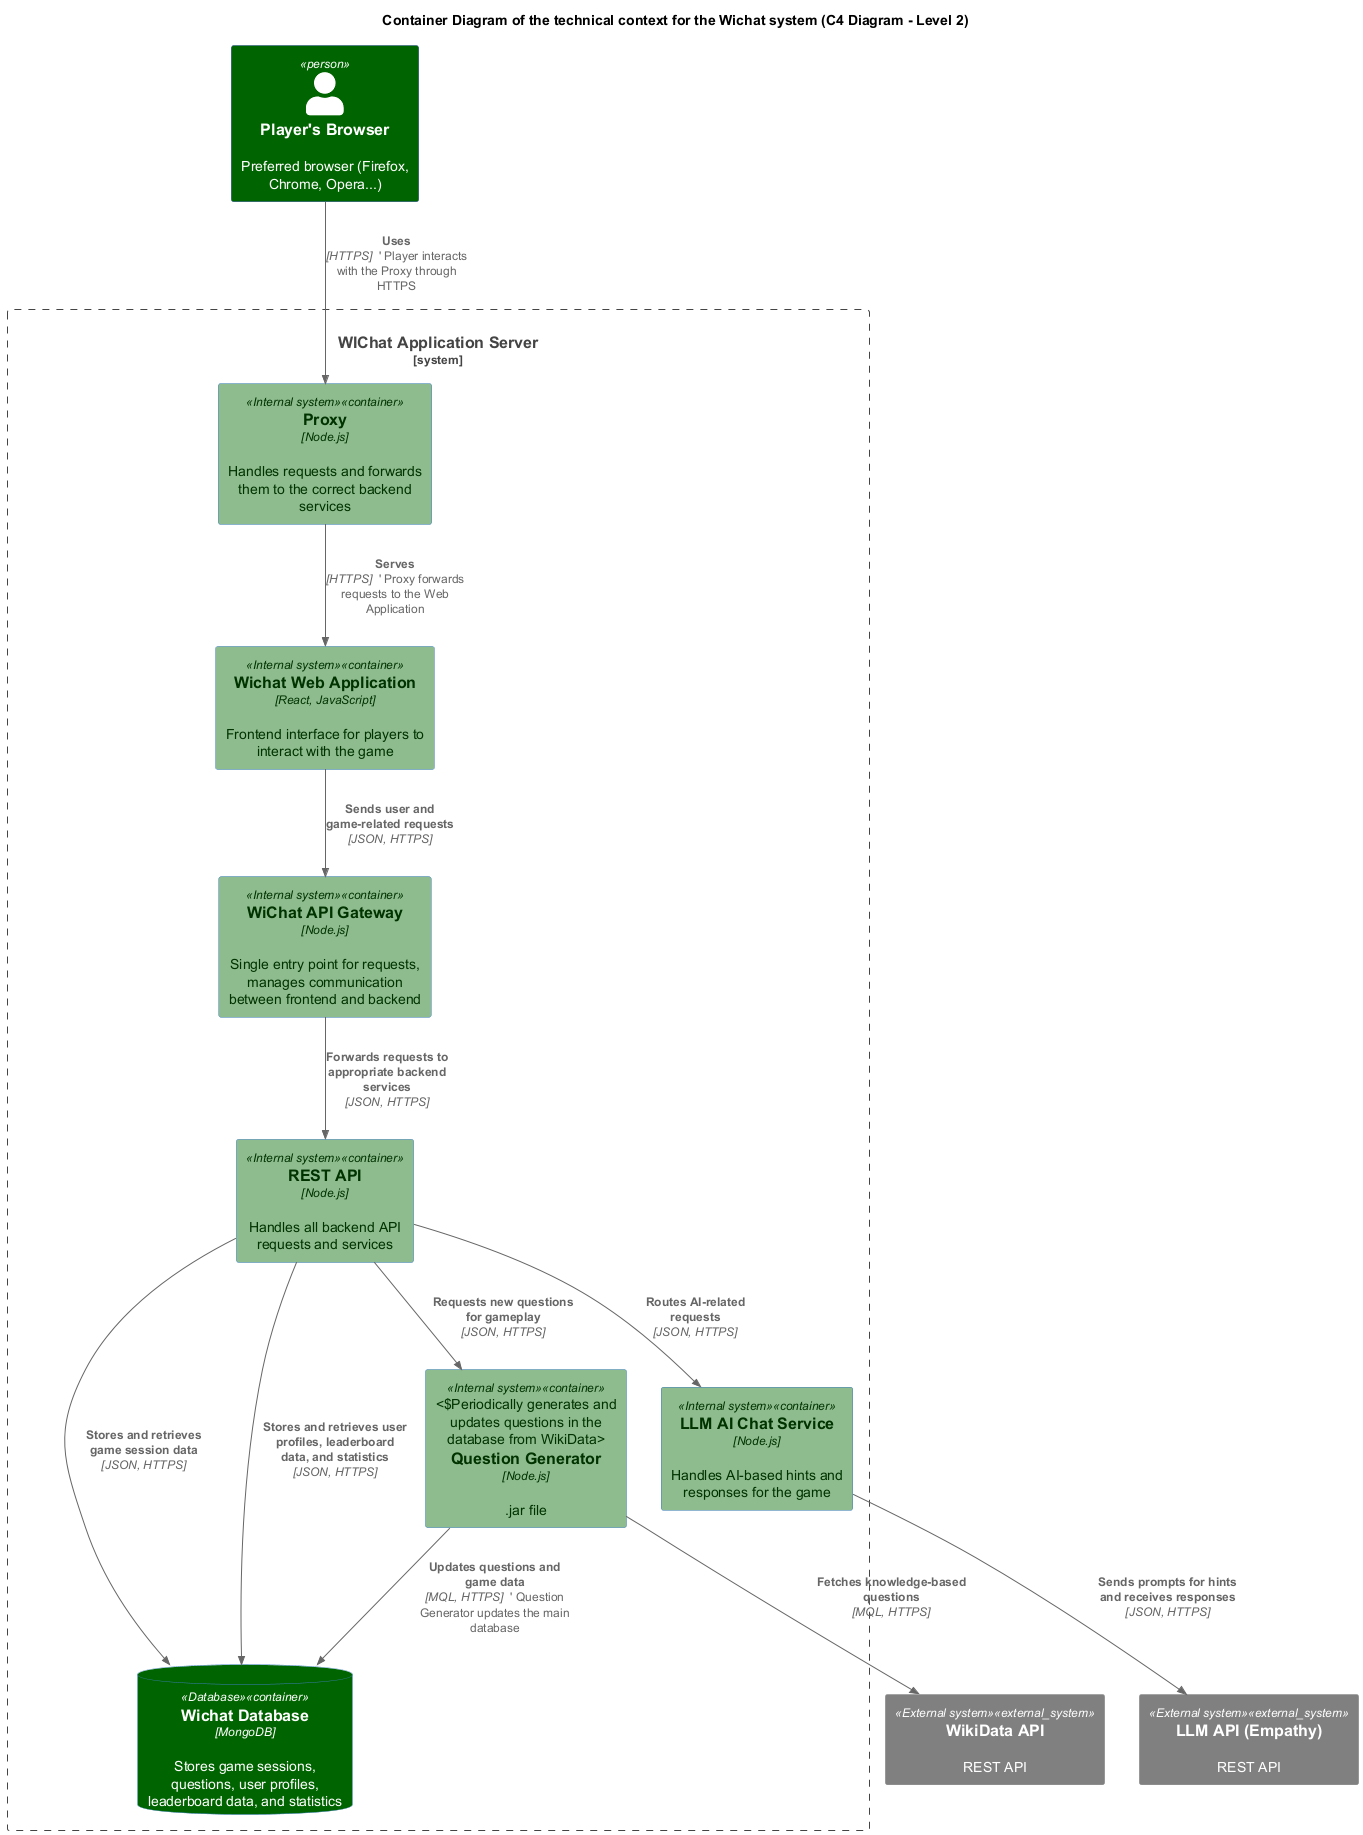 Container Diagram of the technical context for the Wichat system (C4 Diagram - Level 2)
«person»
Player's Browser
Preferred browser (Firefox,
Chrome, Opera...)
Uses
[HTTPS] ' Player interacts
with the Proxy through
HTTPS
WIChat Application Server
[system]
«Internal system»«container»
Proxy
[Node.js]
Handles requests and forwards
them to the correct backend
services
Serves
[HTTPS] ' Proxy forwards
requests to the Web
Application
«Internal system»«container»
Wichat Web Application
[React, JavaScript]
Frontend interface for players to
interact with the game
Sends user and
game-related requests
[JSON, HTTPS]
«Internal system»«container»
WiChat API Gateway
[Node.js]
Single entry point for requests,
manages communication
between frontend and backend
Forwards requests to
appropriate backend
services
[JSON, HTTPS]
«Internal system»«container»
REST API
[Node.js]
Handles all backend API
requests and services
Requests new questions
for gameplay
[JSON, HTTPS]
Routes AI-related
requests
[JSON, HTTPS]
Stores and retrieves
game session data
[JSON, HTTPS]
Stores and retrieves user
profiles, leaderboard
data, and statistics
[JSON, HTTPS]
«Internal system»«container»
<$Periodically generates and
updates questions in the
database from WikiData>
Question Generator
[Node.js]
.jar file
«Internal system»«container»
LLM AI Chat Service
[Node.js]
Handles AI-based hints and
responses for the game
Updates questions and
game data
[MQL, HTTPS] ' Question
Generator updates the main
database
Fetches knowledge-based
questions
[MQL, HTTPS]
Sends prompts for hints
and receives responses
[JSON, HTTPS]
«Database»«container»
Wichat Database
[MongoDB]
Stores game sessions,
questions, user profiles,
leaderboard data, and statistics
«External system»«external_system»
WikiData API
REST API
«External system»«external_system»
LLM API (Empathy)
REST API